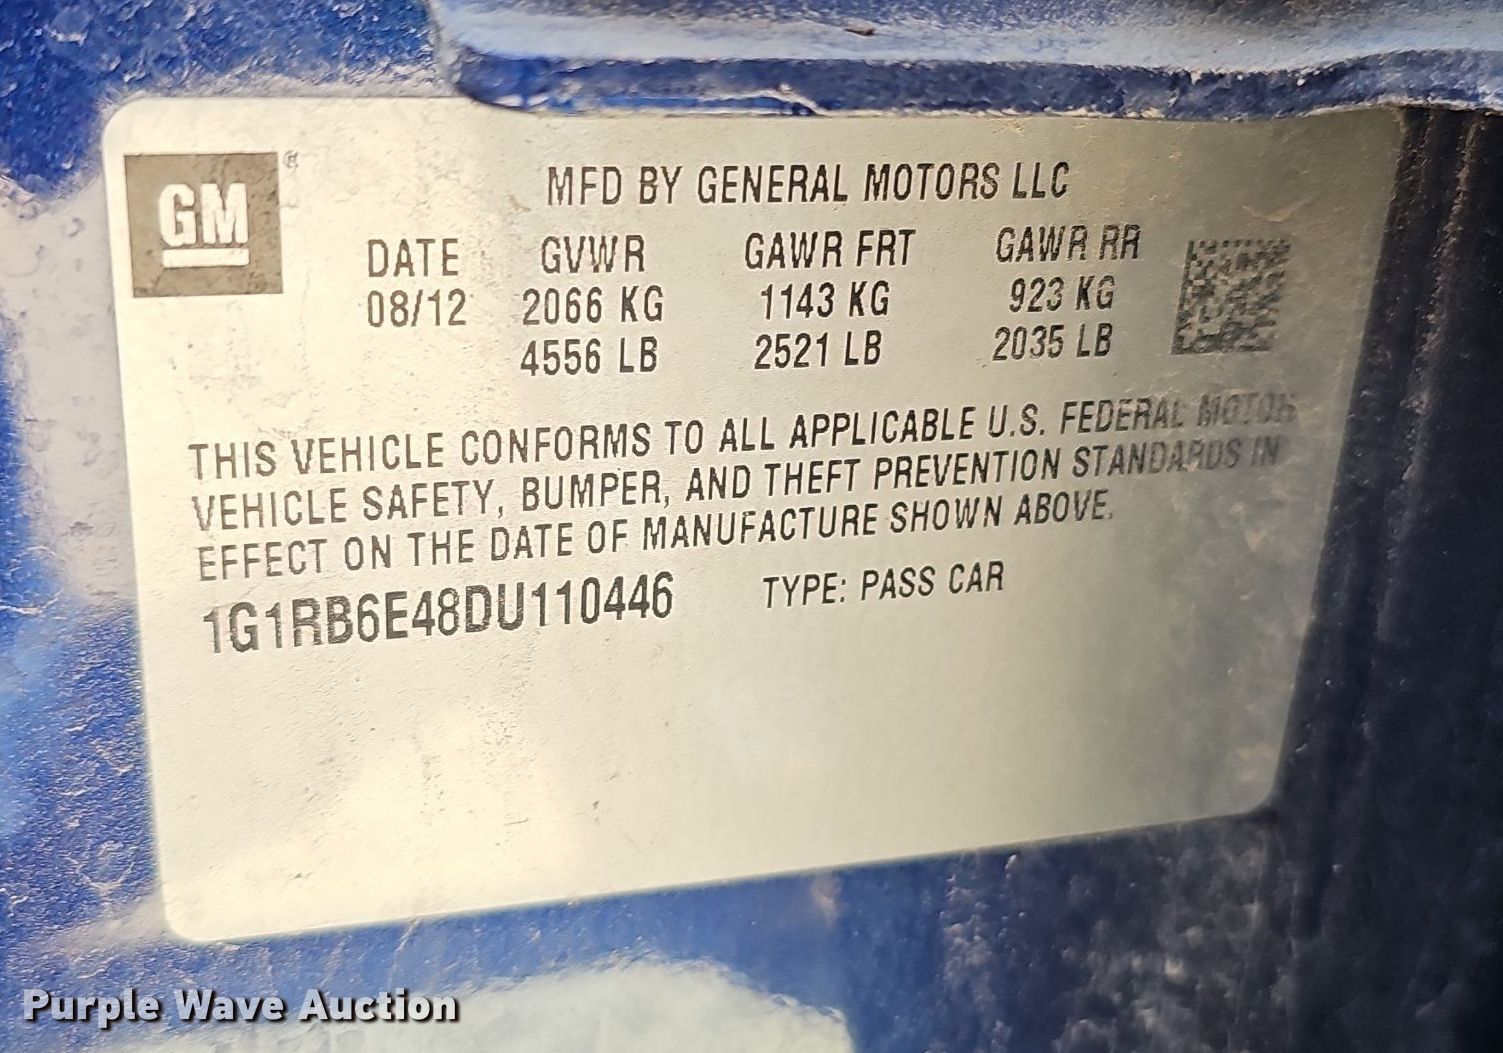 GM
MFD BY GENERAL MOTORS LLC
DATE GVWR GAWR FRT GAWR RR
08/12 2066 KG 1143 KG 923 KG
4556 LB 2521 LB 2035 LB
THIS VEHICLE CONFORMS TO ALL APPLICABLE U.S. FEDERAL MOTOR
VEHICLE SAFETY, BUMPER, AND THEFT PREVENTION STANDARDS IN
EFFECT ON THE DATE OF MANUFACTURE SHOWN ABOVE.
1G1RB6E48DU110446 TYPE: PASS CAR
Purple Wave Auction